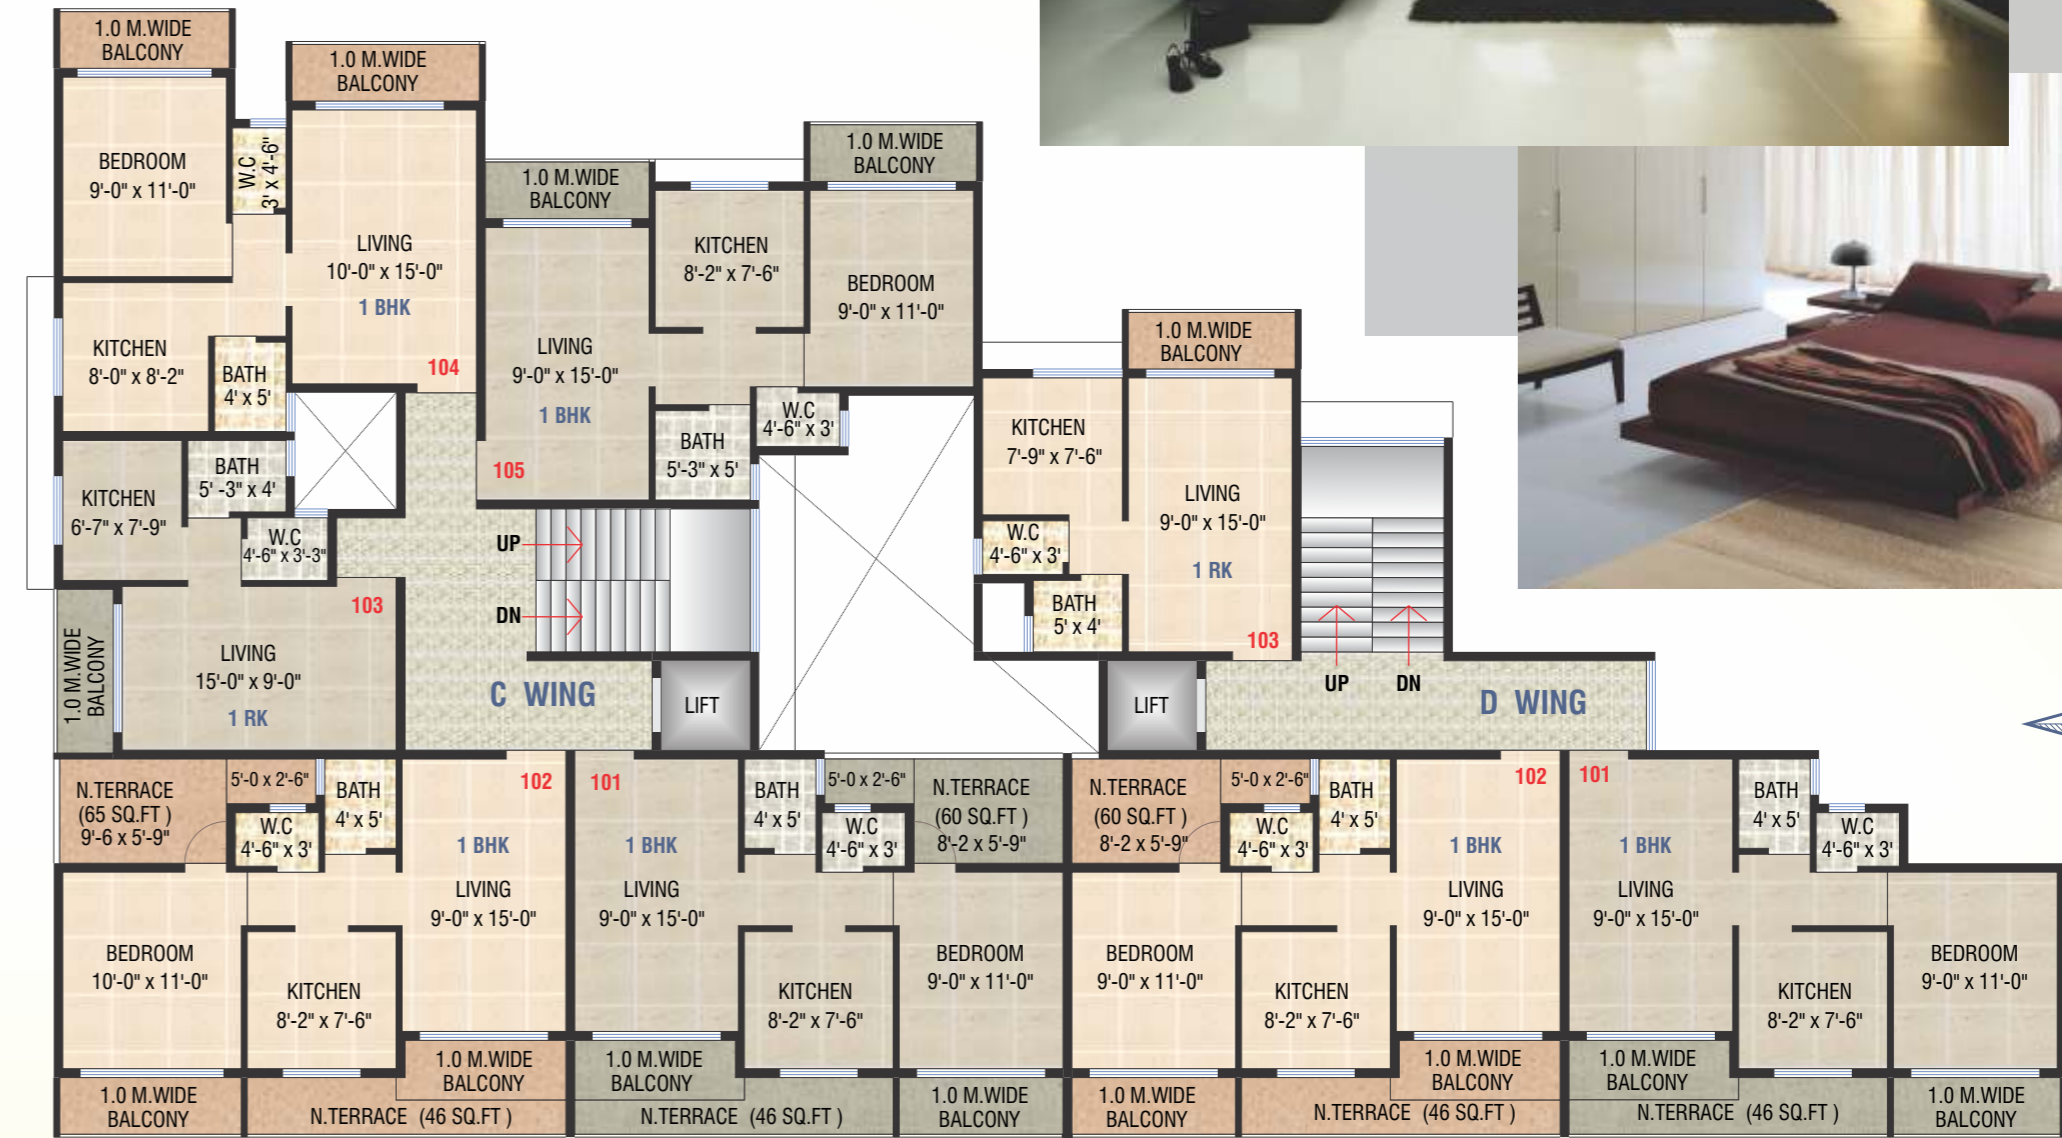 1.0 M.WIDE
BALCONY
BEDROOM
9'-0" x 11'-0"
W.C
3' x 4'-6"
1.0 M.WIDE
BALCONY
LIVING
10'-0" x 15'-0"
1 BHK
104
KITCHEN
8'-0" x 8'-2"
BATH
4' x 5'
1.0 M.WIDE
BALCONY
LIVING
9'-0" x 15'-0"
1 BHK
105
KITCHEN
8'-2" x 7'-6"
1.0 M.WIDE
BALCONY
BEDROOM
9'-0" x 11'-0"
BATH
5'-3" x 5'
W.C
4'-6" x 3'
KITCHEN
6'-7" x 7'-9"
BATH
5' -3" x 4'
W.C
4'-6" x 3'-3"
103
LIVING
15'-0" x 9'-0"
1 RK
1.0 M.WIDE
BALCONY
UP
DN
C WING
LIFT
1.0 M.WIDE
BALCONY
KITCHEN
7'-9" x 7'-6"
LIVING
9'-0" x 15'-0"
1 RK
103
W.C
4'-6" x 3'
BATH
5' x 4'
LIFT
UP
DN
D WING
N.TERRACE
(65 SQ.FT )
9'-6 x 5'-9"
5'-0 x 2'-6"
W.C
4'-6" x 3'
BATH
4' x 5'
102
1 BHK
LIVING
9'-0" x 15'-0"
BEDROOM
10'-0" x 11'-0"
KITCHEN
8'-2" x 7'-6"
1.0 M.WIDE
BALCONY
1.0 M.WIDE
BALCONY
N.TERRACE (46 SQ.FT )
101
1 BHK
LIVING
9'-0" x 15'-0"
BATH
4' x 5'
5'-0 x 2'-6"
W.C
4'-6" x 3'
N.TERRACE
(60 SQ.FT )
8'-2 x 5'-9"
KITCHEN
8'-2" x 7'-6"
BEDROOM
9'-0" x 11'-0"
1.0 M.WIDE
BALCONY
N.TERRACE (46 SQ.FT )
1.0 M.WIDE
BALCONY
N.TERRACE
(60 SQ.FT )
8'-2 x 5'-9"
5'-0 x 2'-6"
W.C
4'-6" x 3'
BATH
4' x 5'
102
1 BHK
LIVING
9'-0" x 15'-0"
BEDROOM
9'-0" x 11'-0"
KITCHEN
8'-2" x 7'-6"
1.0 M.WIDE
BALCONY
1.0 M.WIDE
BALCONY
N.TERRACE (46 SQ.FT )
101
1 BHK
LIVING
9'-0" x 15'-0"
BATH
4' x 5'
W.C
4'-6" x 3'
KITCHEN
8'-2" x 7'-6"
BEDROOM
9'-0" x 11'-0"
1.0 M.WIDE
BALCONY
N.TERRACE (46 SQ.FT )
1.0 M.WIDE
BALCONY